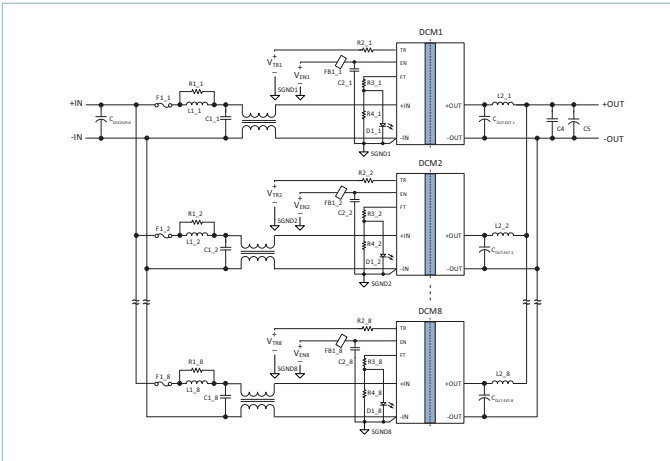 DCM1
R2_1
TR
EN
FT
+IN
-IN
+OUT
-OUT
VTR1
+
−
VEN1
+
−
FB1_1
SGND1
C2_1
R3_1
R4_1
D1_1
SGND1
+IN
-IN
CDECOUPLE
F1_1
R1_1
L1_1
C1_1
L2_1
COUT-EXT-1
C4
C5
+OUT
-OUT
DCM2
R2_2
TR
EN
FT
+IN
-IN
+OUT
-OUT
VTR2
+
−
VEN2
+
−
FB1_2
SGND2
C2_2
R3_2
R4_2
D1_2
SGND2
F1_2
R1_2
L1_2
C1_2
L2_2
COUT-EXT-2
DCM8
R2_8
TR
EN
FT
+IN
-IN
+OUT
-OUT
VTR8
+
−
VEN8
+
−
FB1_8
SGND8
C2_8
R3_8
R4_8
D1_8
SGND8
F1_8
R1_8
L1_8
C1_8
L2_8
COUT-EXT-8